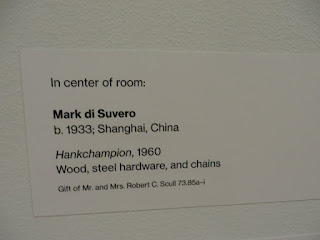 In center of room:
Mark di Suvero
b. 1933; Shanghai, China
Hankchampion, 1960
Wood, steel hardware, and chains
Gift of Mr. and Mrs. Robert C. Scull 73.85a–i